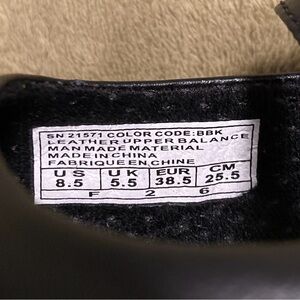 SN 21571 COLOR CODE:BBK
LEATHER UPPER BALANCE
MAN MADE MATERIAL
MADE IN CHINA
FABRIQUE EN CHINE
US UK EUR CM
8.5 5.5 38.5 25.5
F 2 6